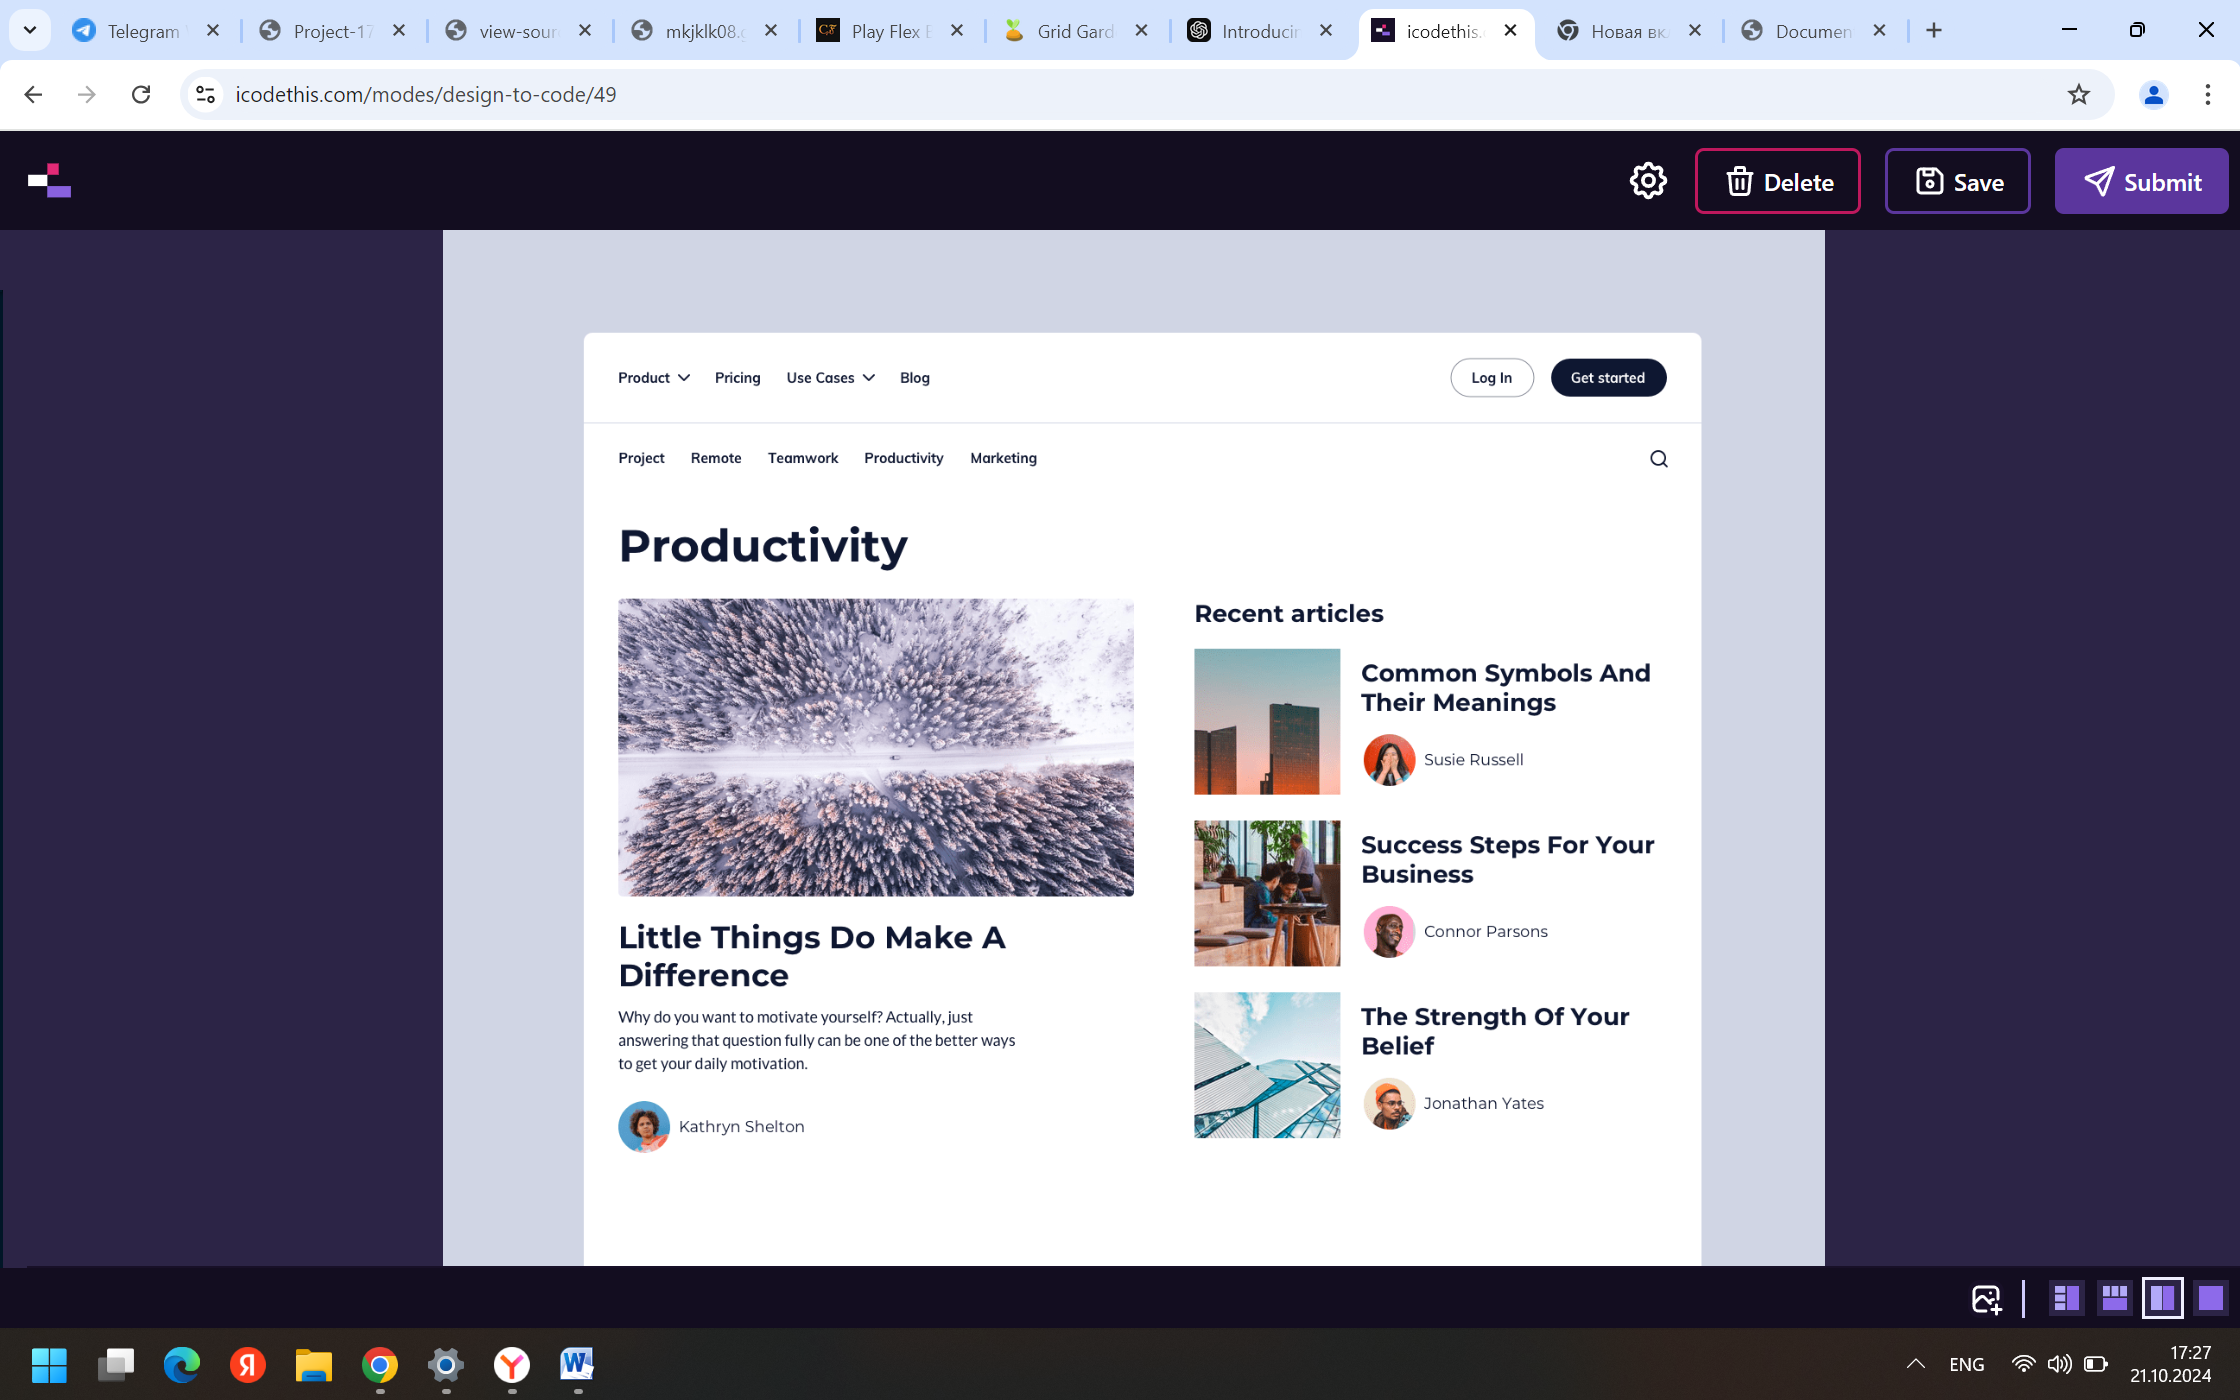 Telegram
Project-17
view-sour
mkjklk08.g
Play Flex
Grid Gard
Introducin
icodethis.
Новая вк
Documen
icodethis.com/modes/design-to-code/49
Delete
Save
Submit
Product
Pricing
Use Cases
Blog
Log In
Get started
Project
Remote
Teamwork
Productivity
Marketing
Productivity
Little Things Do Make A
Difference
Why do you want to motivate yourself? Actually, just
answering that question fully can be one of the better ways
to get your daily motivation.
Kathryn Shelton
Recent articles
Common Symbols And
Their Meanings
Susie Russell
Success Steps For Your
Business
Connor Parsons
The Strength Of Your
Belief
Jonathan Yates
ENG
17:27
21.10.2024